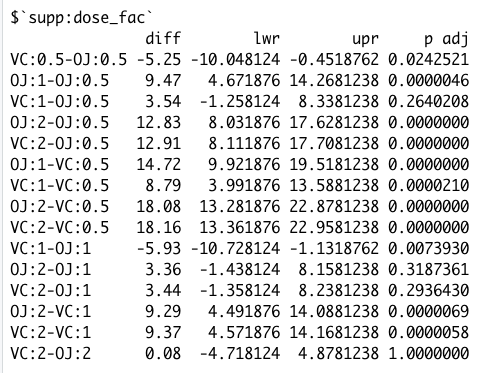 $`supp:dose_fac`
diff lwr upr p adj
VC:0.5-OJ:0.5 -5.25 -10.048124 -0.4518762 0.0242521
OJ:1-OJ:0.5 9.47 4.671876 14.2681238 0.0000046
VC:1-OJ:0.5 3.54 -1.258124 8.3381238 0.2640208
OJ:2-OJ:0.5 12.83 8.031876 17.6281238 0.0000000
VC:2-OJ:0.5 12.91 8.111876 17.7081238 0.0000000
OJ:1-VC:0.5 14.72 9.921876 19.5181238 0.0000000
VC:1-VC:0.5 8.79 3.991876 13.5881238 0.0000210
OJ:2-VC:0.5 18.08 13.281876 22.8781238 0.0000000
VC:2-VC:0.5 18.16 13.361876 22.9581238 0.0000000
VC:1-OJ:1 -5.93 -10.728124 -1.1318762 0.0073930
OJ:2-OJ:1 3.36 -1.438124 8.1581238 0.3187361
VC:2-OJ:1 3.44 -1.358124 8.2381238 0.2936430
OJ:2-VC:1 9.29 4.491876 14.0881238 0.0000069
VC:2-VC:1 9.37 4.571876 14.1681238 0.0000058
VC:2-OJ:2 0.08 -4.718124 4.8781238 1.0000000